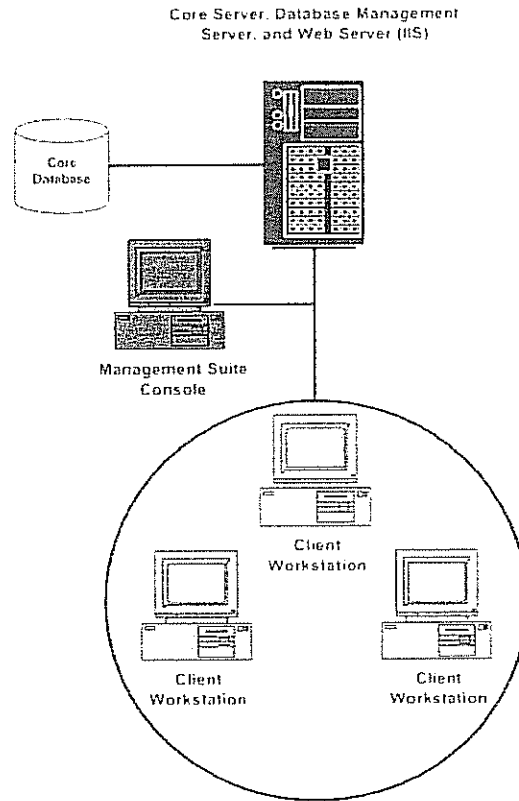 Core Server, Database Management
Server, and Web Server (IIS)
Core
Database
Management Suite
Console
Client
Workstation
Client
Workstation
Client
Workstation